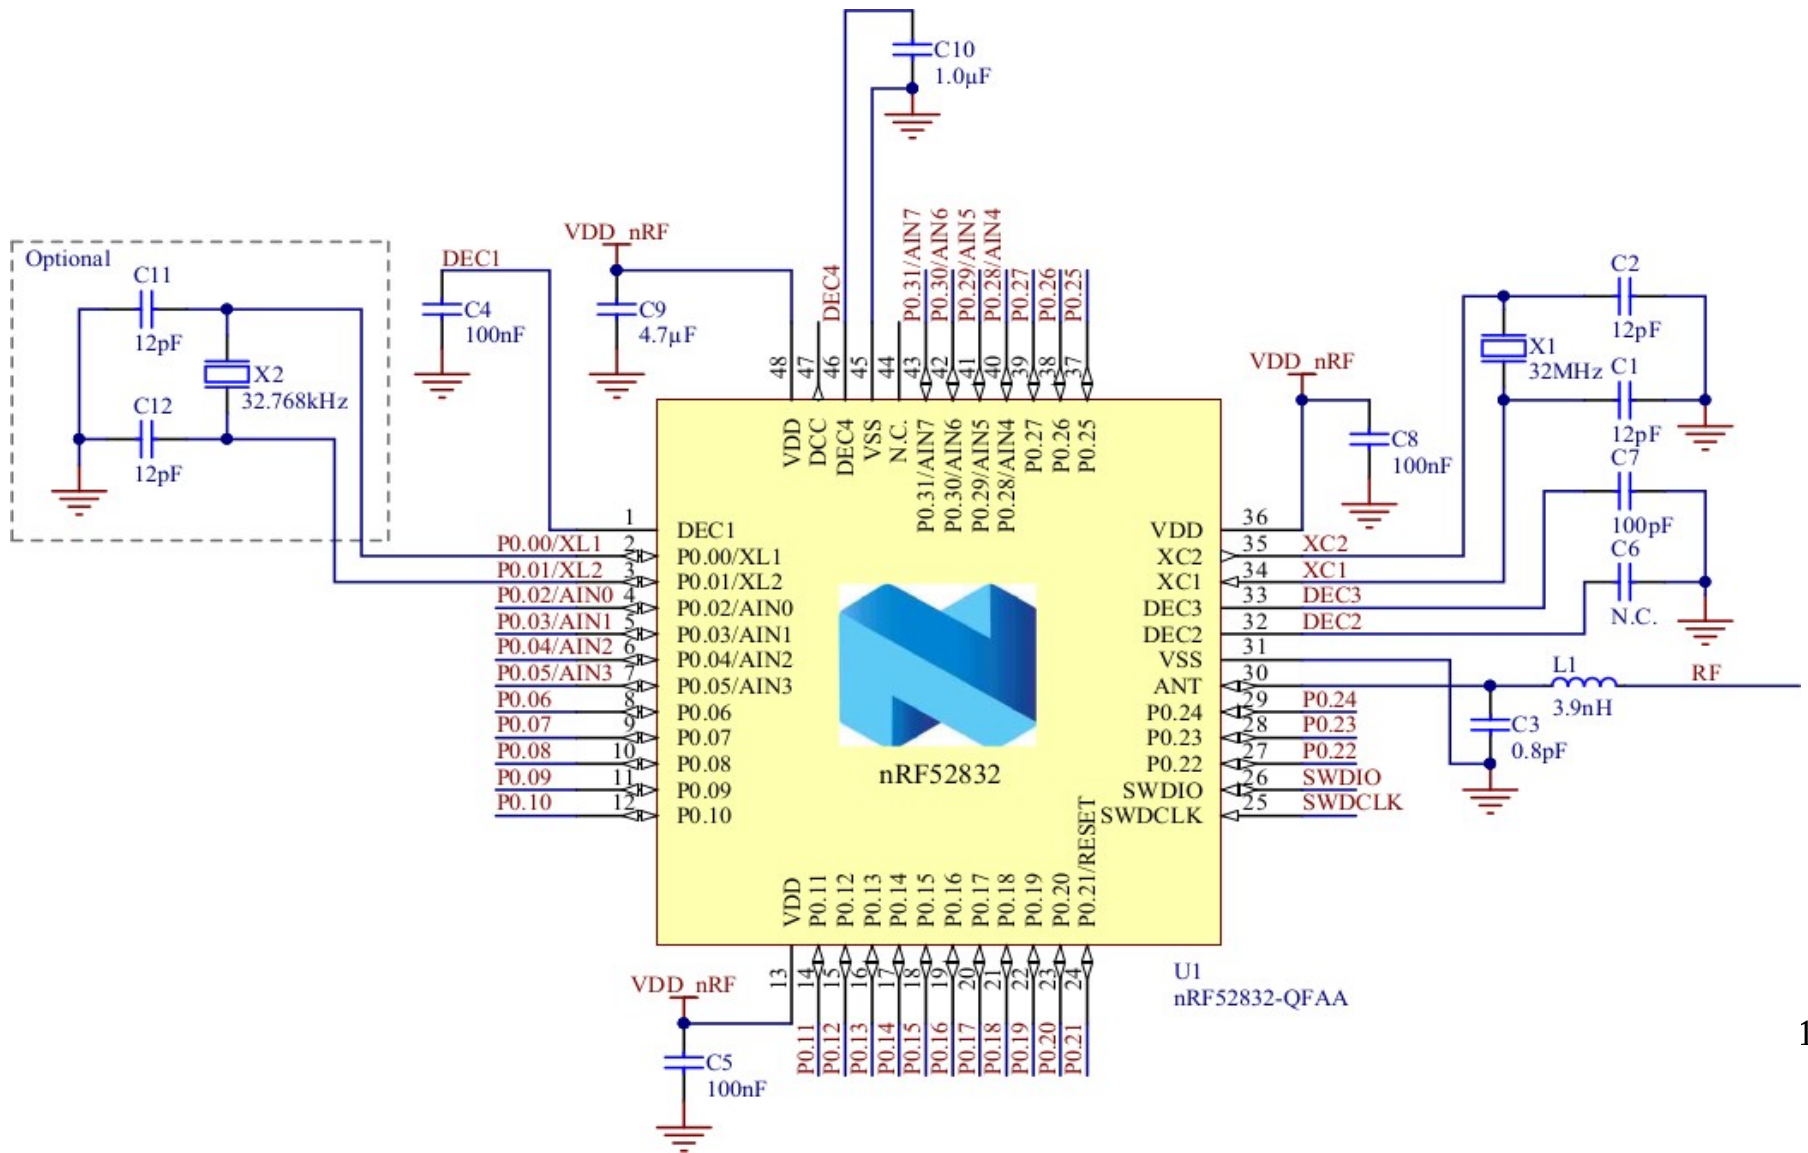 C10
1.0µF
Optional
C11
12pF
X2
32.768kHz
C12
12pF
DEC1
C4
100nF
VDD_nRF
C9
4.7µF
DEC4
P0.31/AIN7
P0.30/AIN6
P0.29/AIN5
P0.28/AIN4
P0.27
P0.26
P0.25
48
47
46
45
44
43
42
41
40
39
38
37
VDD
DCC
DEC4
VSS
N.C.
P0.31/AIN7
P0.30/AIN6
P0.29/AIN5
P0.28/AIN4
P0.27
P0.26
P0.25
VDD_nRF
C8
100nF
C2
12pF
X1
32MHz
C1
12pF
C7
100pF
C6
N.C.
1
P0.00/XL1
2
P0.01/XL2
3
P0.02/AIN0
4
P0.03/AIN1
5
P0.04/AIN2
6
P0.05/AIN3
7
P0.06
8
P0.07
9
P0.08
10
P0.09
11
P0.10
12
DEC1
P0.00/XL1
P0.01/XL2
P0.02/AIN0
P0.03/AIN1
P0.04/AIN2
P0.05/AIN3
P0.06
P0.07
P0.08
P0.09
P0.10
nRF52832
VDD
XC2
XC1
DEC3
DEC2
VSS
ANT
P0.24
P0.23
P0.22
SWDIO
SWDCLK
36
35
XC2
34
XC1
33
DEC3
32
DEC2
31
30
29
P0.24
28
P0.23
27
P0.22
26
SWDIO
25
SWDCLK
L1
3.9nH
RF
C3
0.8pF
VDD
P0.11
P0.12
P0.13
P0.14
P0.15
P0.16
P0.17
P0.18
P0.19
P0.20
P0.21/RESET
13
14
15
16
17
18
19
20
21
22
23
24
P0.11
P0.12
P0.13
P0.14
P0.15
P0.16
P0.17
P0.18
P0.19
P0.20
P0.21
VDD_nRF
C5
100nF
U1
nRF52832-QFAA
1